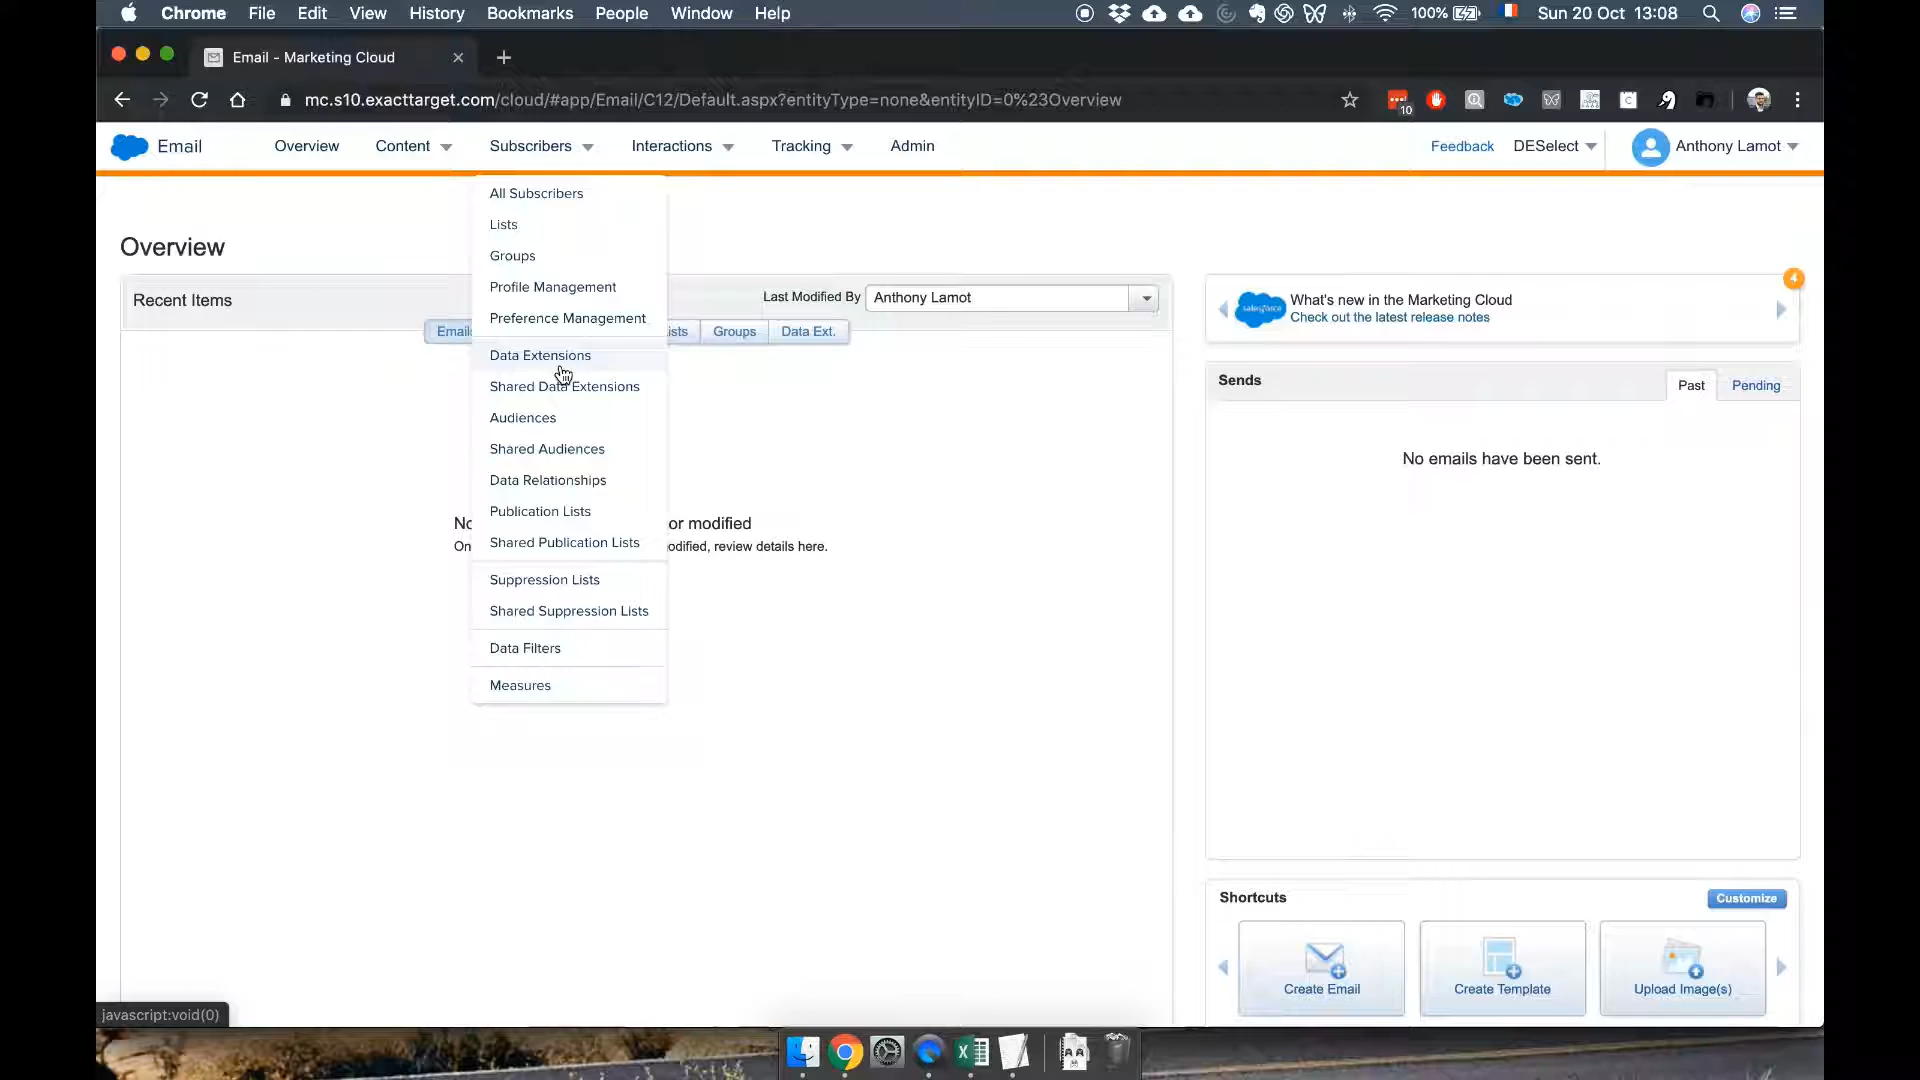 Chrome File Edit View History Bookmarks People Window Help 100% Sun 20 Oct 13:08
Email - Marketing Cloud
mc.s10.exacttarget.com/cloud/#app/Email/C12/Default.aspx?entityType=none&entityID=0%23Overview
10
Email Overview Content Subscribers Interactions Tracking Admin Feedback DESelect Anthony Lamot
All Subscribers
Lists
Groups
Profile Management
Preference Management
Data Extensions
Shared Data Extensions
Audiences
Shared Audiences
Data Relationships
Publication Lists
Shared Publication Lists
Suppression Lists
Shared Suppression Lists
Data Filters
Measures
Overview
Recent Items
Last Modified By Anthony Lamot
Emails Groups Data Ext.
or modified
review details here.
4
salesforce
What's new in the Marketing Cloud
Check out the latest release notes
Sends
Past Pending
No emails have been sent.
Shortcuts
Customize
Create Email Create Template Upload Image(s)
javascript:void(0)